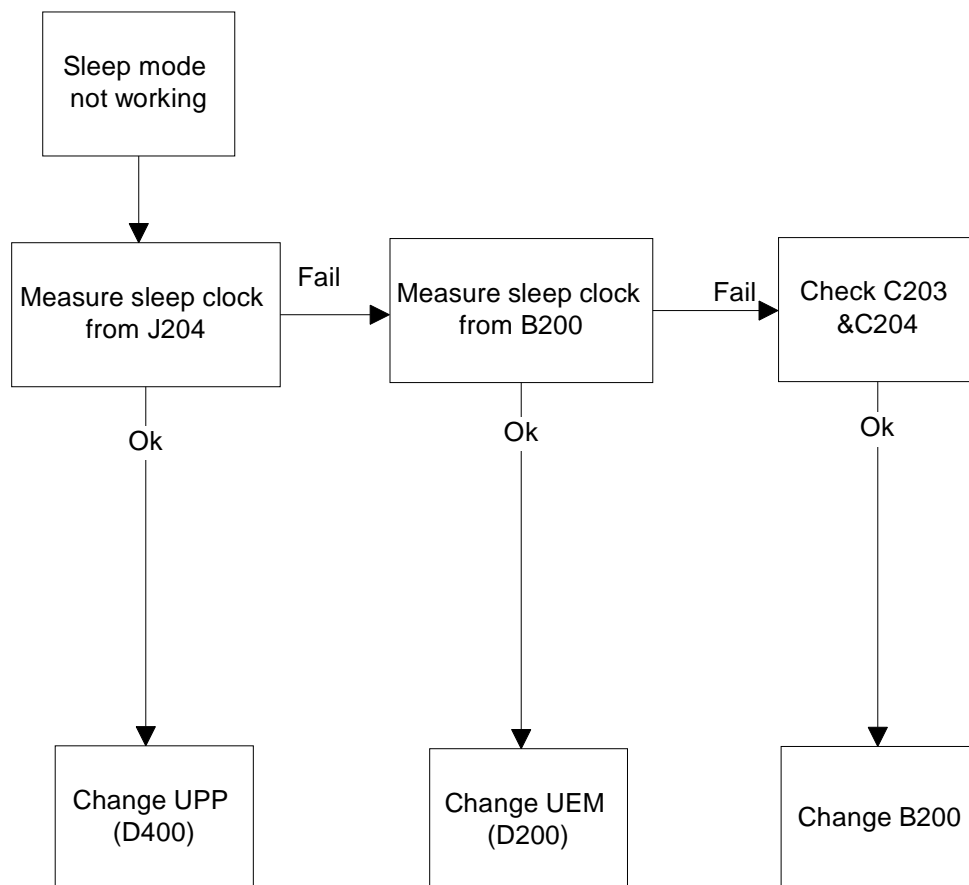 Sleep mode
not working
Measure sleep clock
from J204
Fail
Measure sleep clock
from B200
Fail
Check C203
&C204
Ok
Ok
Ok
Change UPP
(D400)
Change UEM
(D200)
Change B200